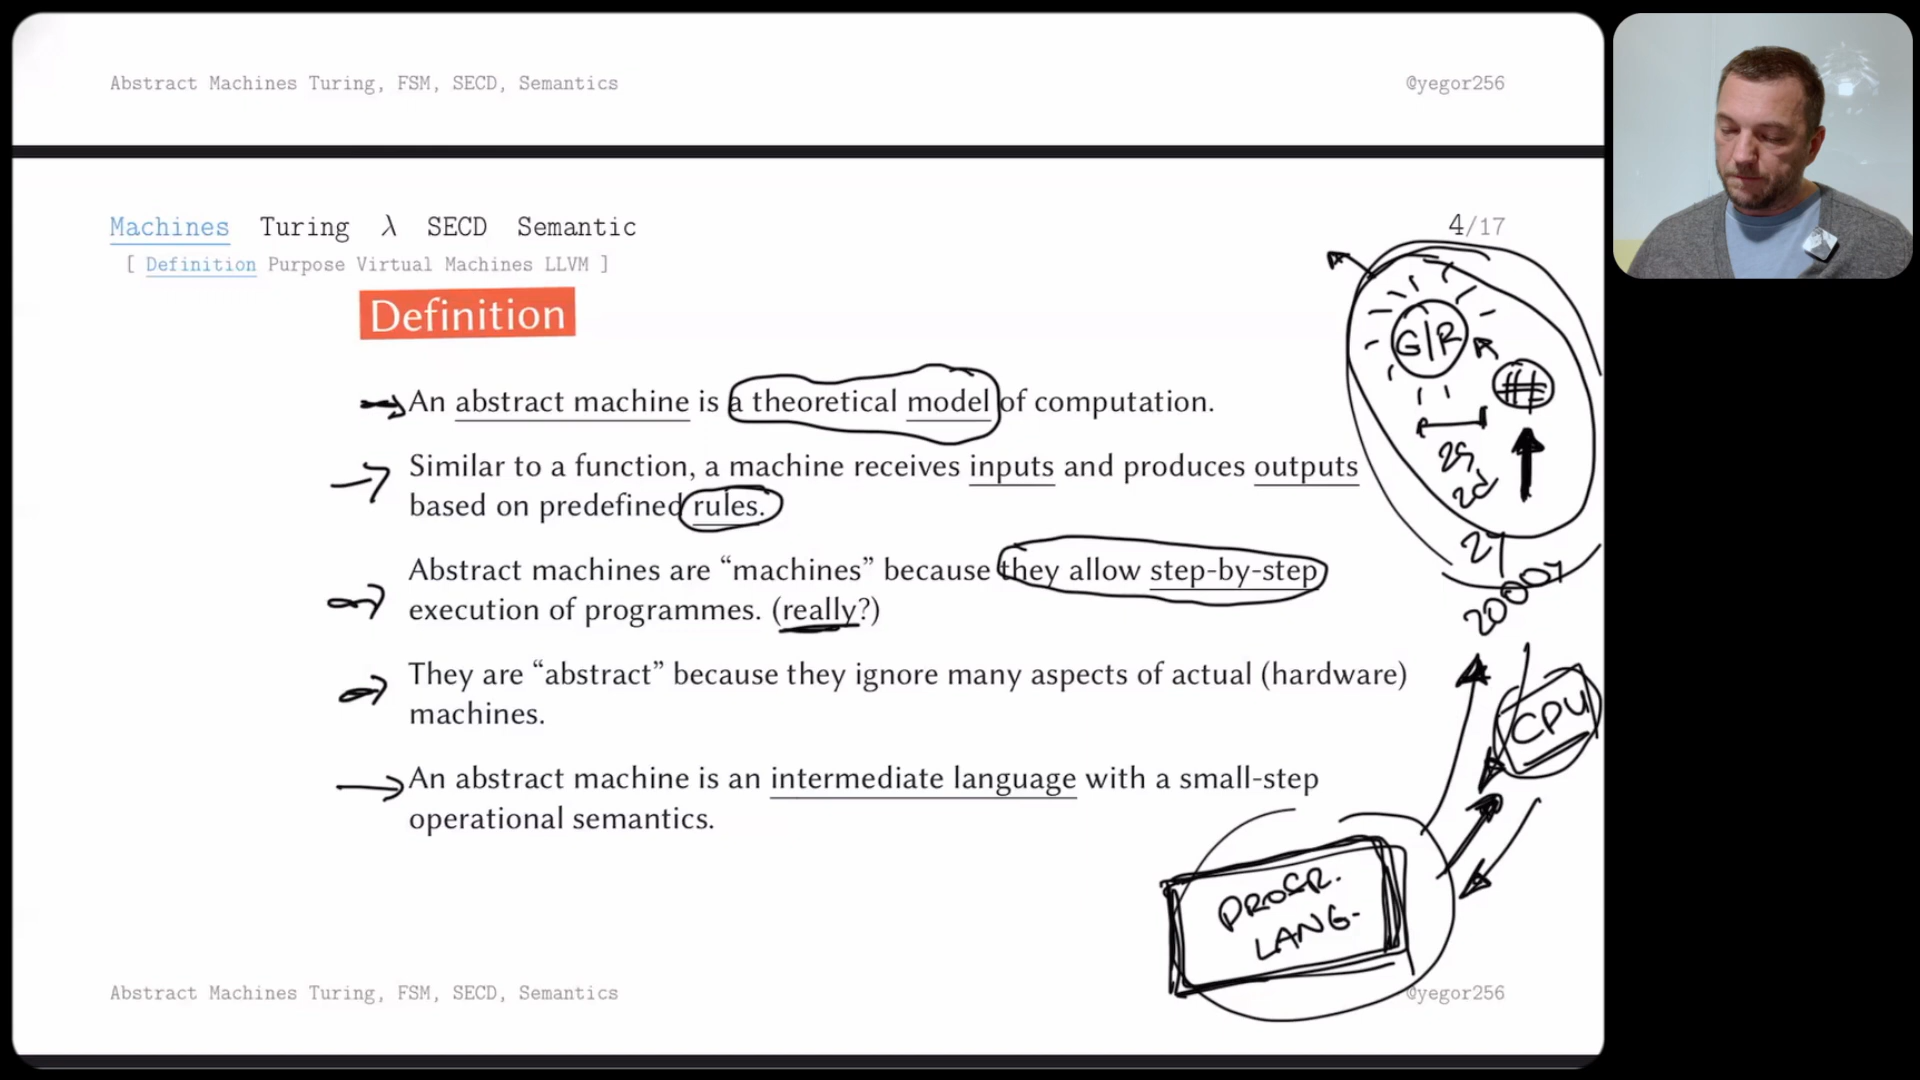 Abstract Machines Turing, FSM, SECD, Semantics
@yegor256
Machines Turing λ SECD Semantic
4/17
[ Definition Purpose Virtual Machines LLVM ]
Definition
An abstract machine is a theoretical model of computation.
Similar to a function, a machine receives inputs and produces outputs
based on predefined rules.
Abstract machines are “machines” because they allow step-by-step
execution of programmes. (really?)
They are “abstract” because they ignore many aspects of actual (hardware)
machines.
An abstract machine is an intermediate language with a small-step
operational semantics.
G/R
CPU
PROGR.
LANG-
Abstract Machines Turing, FSM, SECD, Semantics
@yegor256